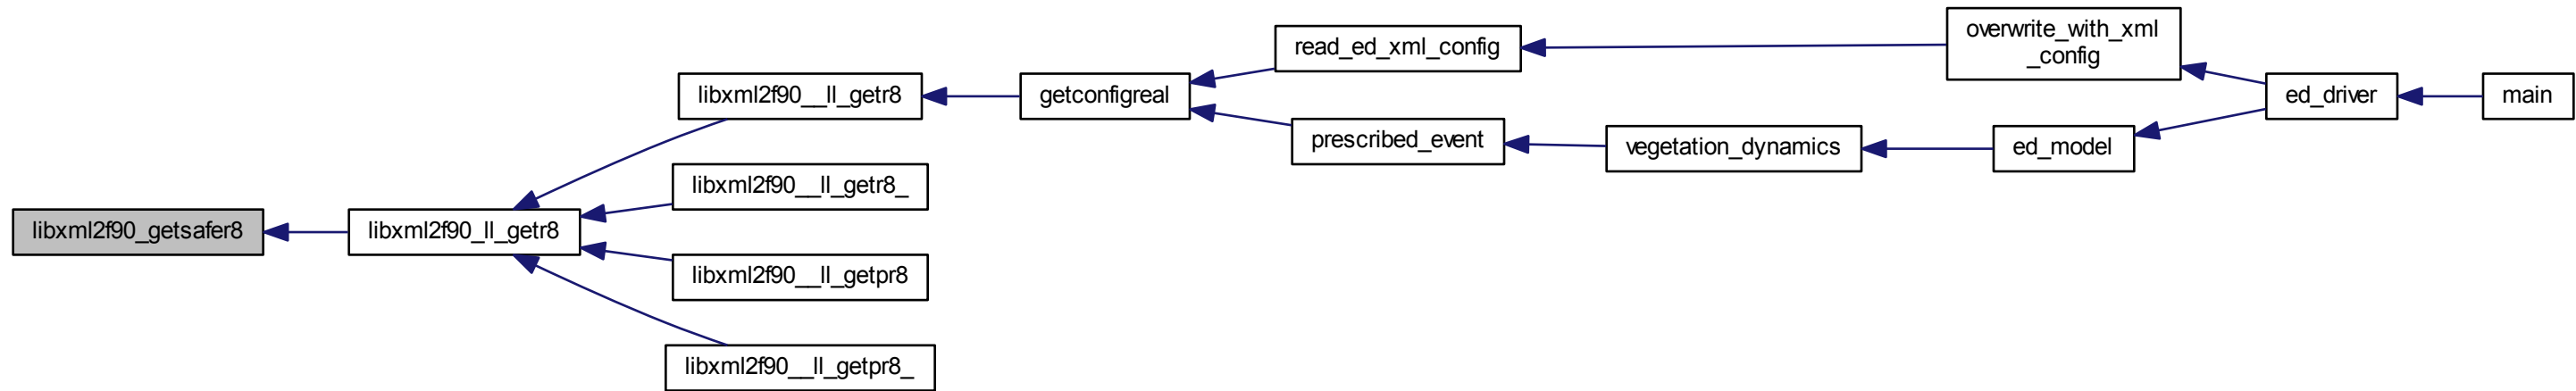 libxml2f90_getsafer8
libxml2f90_ll_getr8
libxml2f90__ll_getr8
libxml2f90__ll_getr8_
libxml2f90__ll_getpr8
libxml2f90__ll_getpr8_
getconfigreal
read_ed_xml_config
prescribed_event
vegetation_dynamics
overwrite_with_xml
_config
ed_model
ed_driver
main